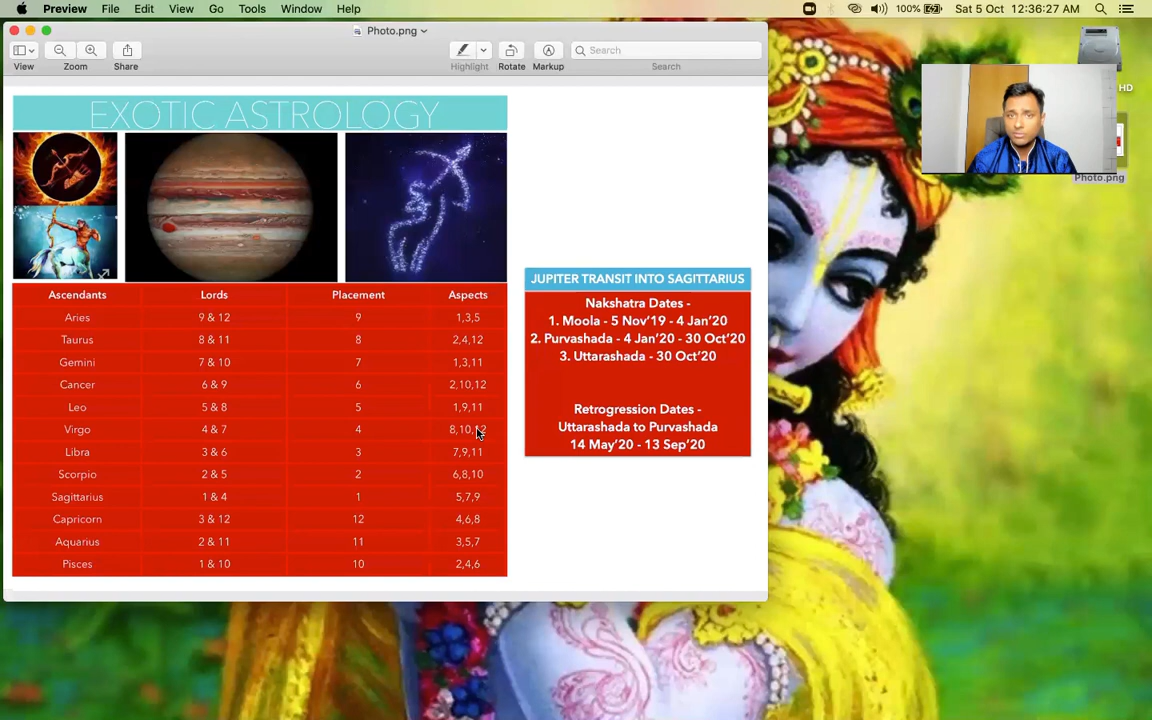 Preview File Edit View Go Tools Window Help 100% Sat 5 Oct 12:36:27 AM
Photo.png
View Zoom Share Highlight Rotate Markup Search
Search
EXOTIC ASTROLOGY
Ascendants Lords Placement Aspects
Aries 9 & 12 9 1,3,5
Taurus 8 & 11 8 2,4,12
Gemini 7 & 10 7 1,3,11
Cancer 6 & 9 6 2,10,12
Leo 5 & 8 5 1,9,11
Virgo 4 & 7 4 8,10,12
Libra 3 & 6 3 7,9,11
Scorpio 2 & 5 2 6,8,10
Sagittarius 1 & 4 1 5,7,9
Capricorn 3 & 12 12 4,6,8
Aquarius 2 & 11 11 3,5,7
Pisces 1 & 10 10 2,4,6
JUPITER TRANSIT INTO SAGITTARIUS
Nakshatra Dates -
1. Moola - 5 Nov'19 - 4 Jan'20
2. Purvashada - 4 Jan'20 - 30 Oct'20
3. Uttarashada - 30 Oct'20
Retrogression Dates -
Uttarashada to Purvashada
14 May'20 - 13 Sep'20
HD
Photo.png